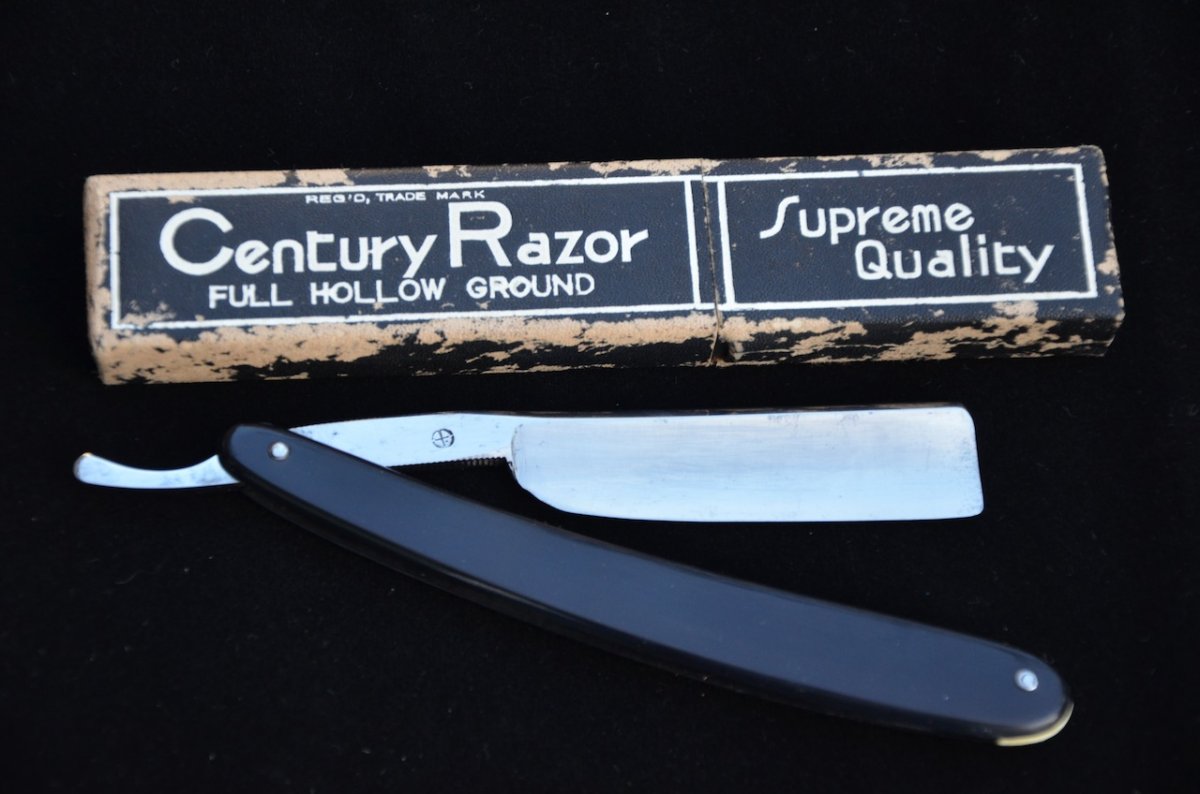 REG'D, TRADE MARK
Century Razor
FULL HOLLOW GROUND
Supreme
Quality